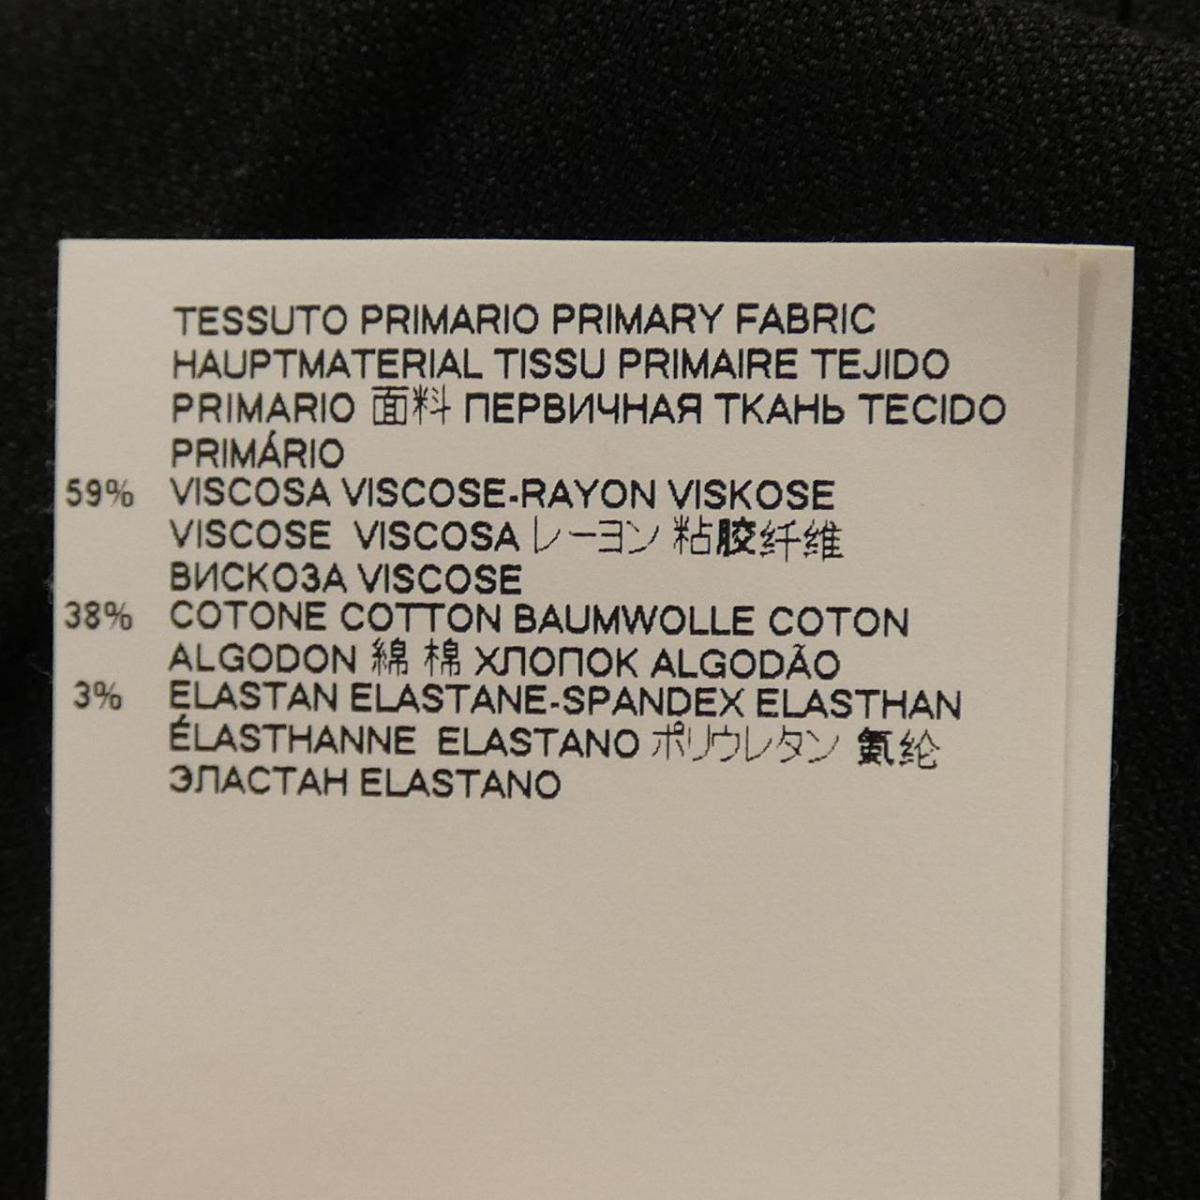 TESSUTO PRIMARIO PRIMARY FABRIC
HAUPTMATERIAL TISSU PRIMAIRE TEJIDO
PRIMARIO 面料 ПЕРВИЧНАЯ ТКАНЬ TECIDO
PRIMÁRIO
59% VISCOSA VISCOSE-RAYON VISKOSE
VISCOSE VISCOSA レーヨン 粘胶纤维
ВИСКОЗА VISCOSE
38% COTONE COTTON BAUMWOLLE COTON
ALGODON 綿 棉 ХЛОПОК ALGODÃO
3% ELASTAN ELASTANE-SPANDEX ELASTHAN
ÉLASTHANNE ELASTANO ポリウレタン 氨纶
ЭЛАСТАН ELASTANO